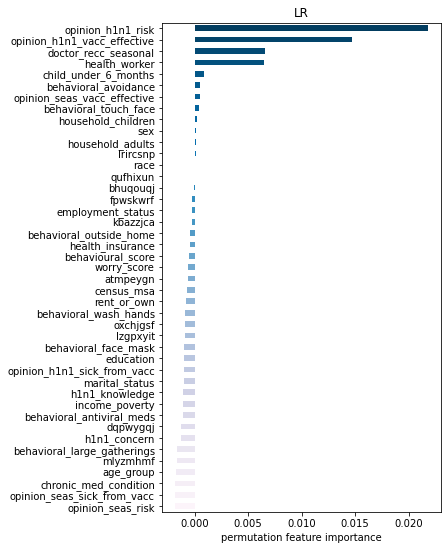 LR
opinion_h1n1_risk
opinion_h1n1_vacc_effective
doctor_recc_seasonal
health_worker
child_under_6_months
behavioral_avoidance
opinion_seas_vacc_effective
behavioral_touch_face
household_children
sex
household_adults
lrircsnp
race
qufhixun
bhuqouqj
fpwskwrf
employment_status
kbazzjca
behavioral_outside_home
health_insurance
behavioural_score
worry_score
atmpeygn
census_msa
rent_or_own
behavioral_wash_hands
oxchjgsf
lzgpxyit
behavioral_face_mask
education
opinion_h1n1_sick_from_vacc
marital_status
h1n1_knowledge
income_poverty
behavioral_antiviral_meds
dqpwygqj
h1n1_concern
behavioral_large_gatherings
mlyzmhmf
age_group
chronic_med_condition
opinion_seas_sick_from_vacc
opinion_seas_risk
0.000 0.005 0.010 0.015 0.020
permutation feature importance